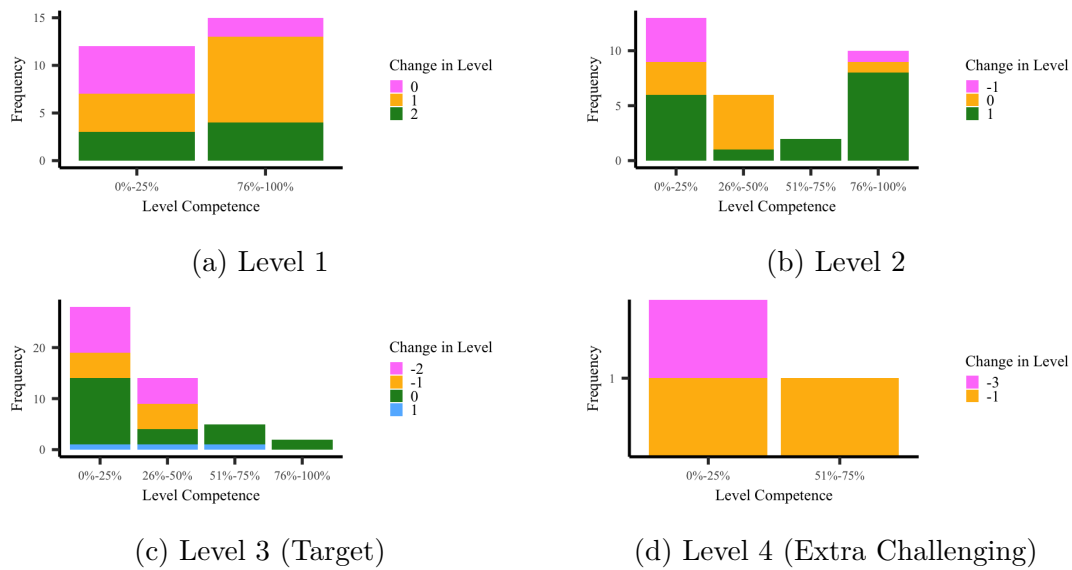 15
10
5
0
Frequency
0%-25%
76%-100%
Level Competence
Change in Level
0
1
2
(a) Level 1
10
5
0
Frequency
0%-25%
26%-50%
51%-75%
76%-100%
Level Competence
Change in Level
-1
0
1
(b) Level 2
20
10
0
Frequency
0%-25%
26%-50%
51%-75%
76%-100%
Level Competence
Change in Level
-2
-1
0
1
(c) Level 3 (Target)
1
Frequency
0%-25%
51%-75%
Level Competence
Change in Level
-3
-1
(d) Level 4 (Extra Challenging)